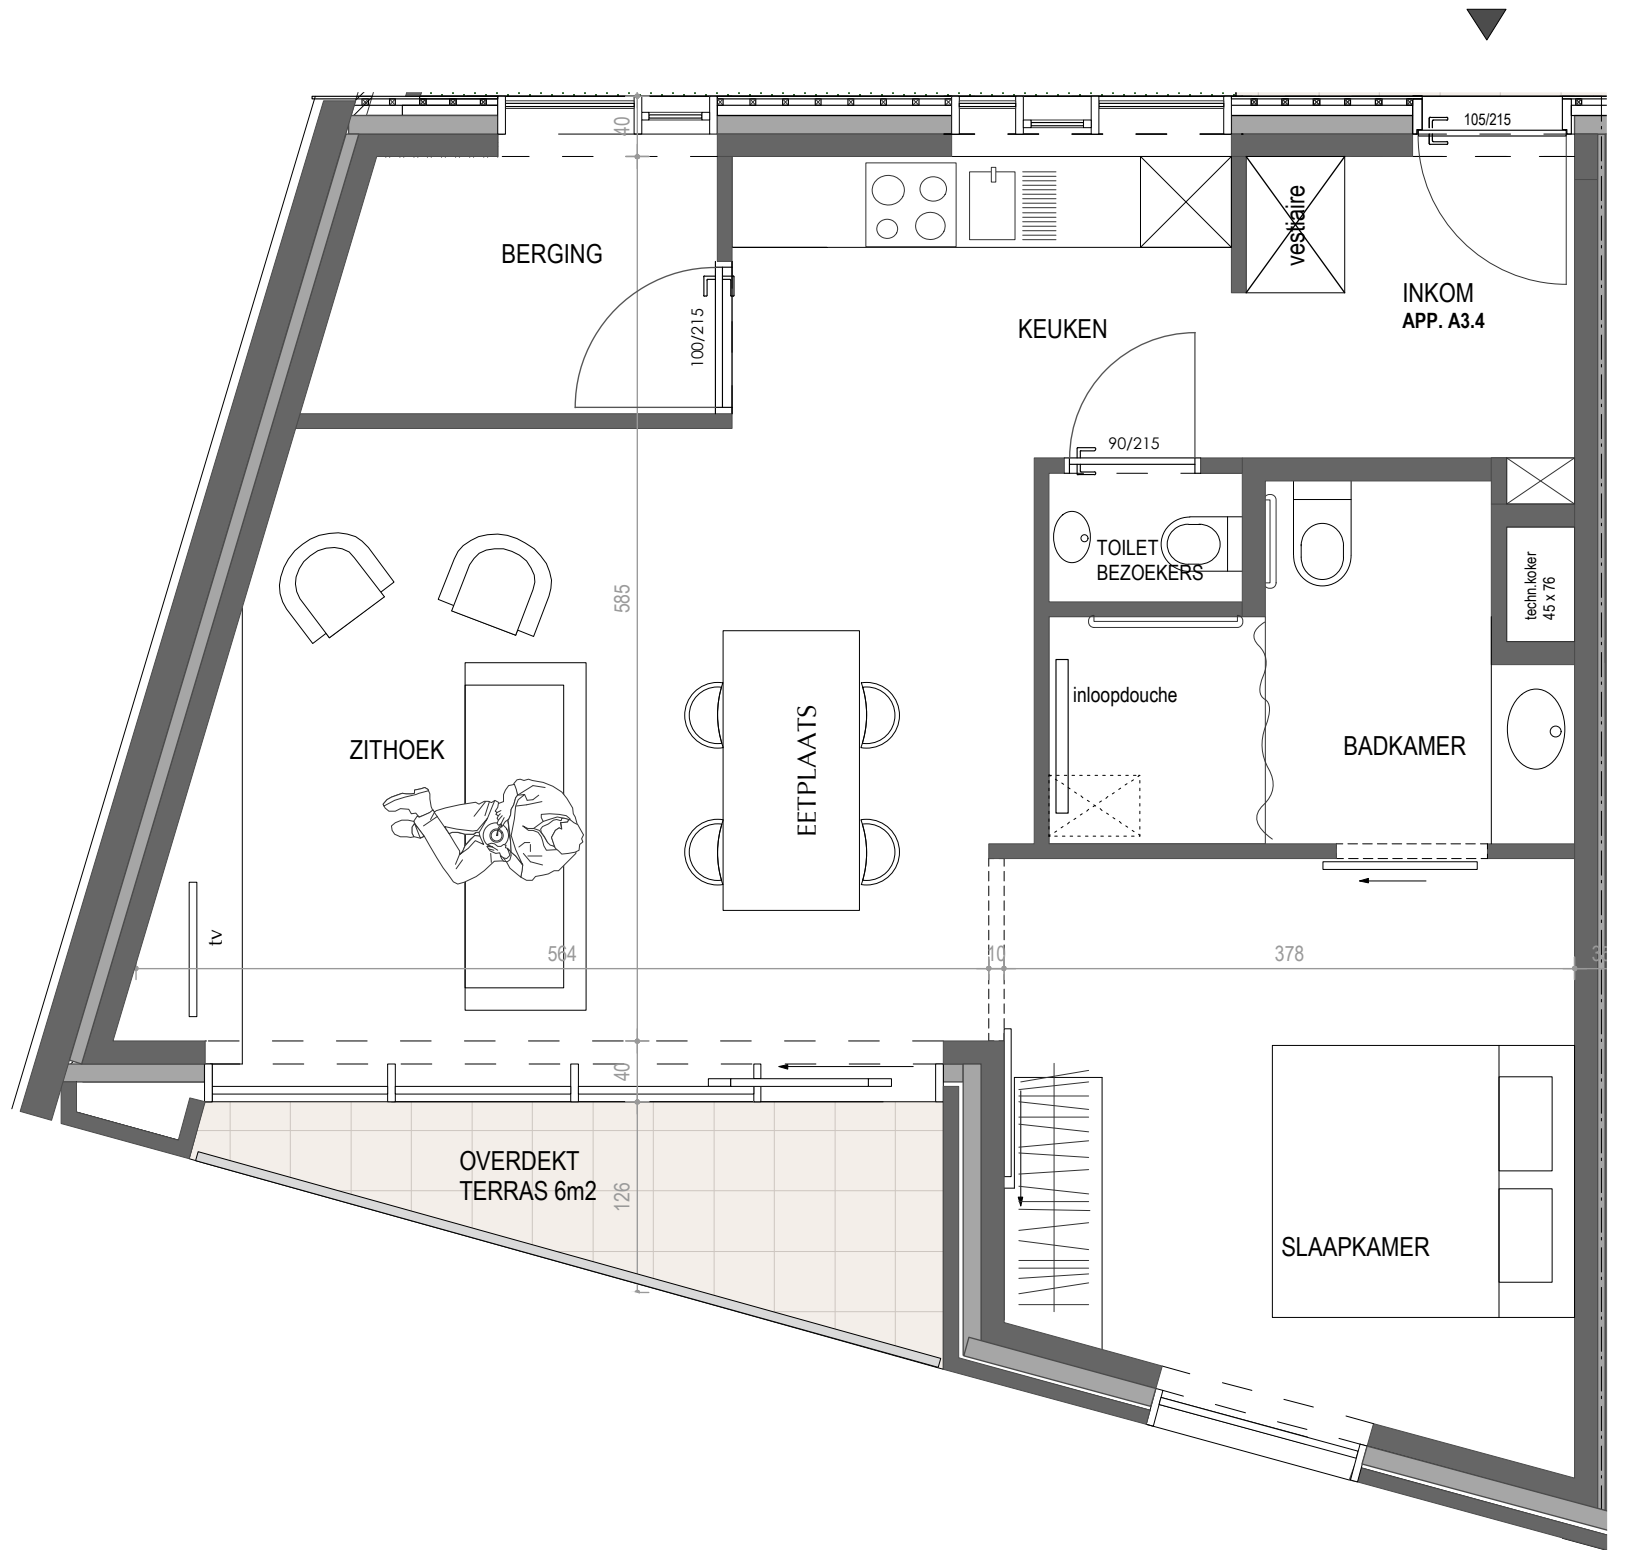 105/215
40
vestiaire
BERGING
INKOM
APP. A3.4
KEUKEN
100/215
90/215
TOILET
BEZOEKERS
techn.koker
45 x 76
585
inloopdouche
ZITHOEK
EETPLAATS
BADKAMER
tv
564
10
378
40
OVERDEKT
TERRAS 6m2
126
SLAAPKAMER